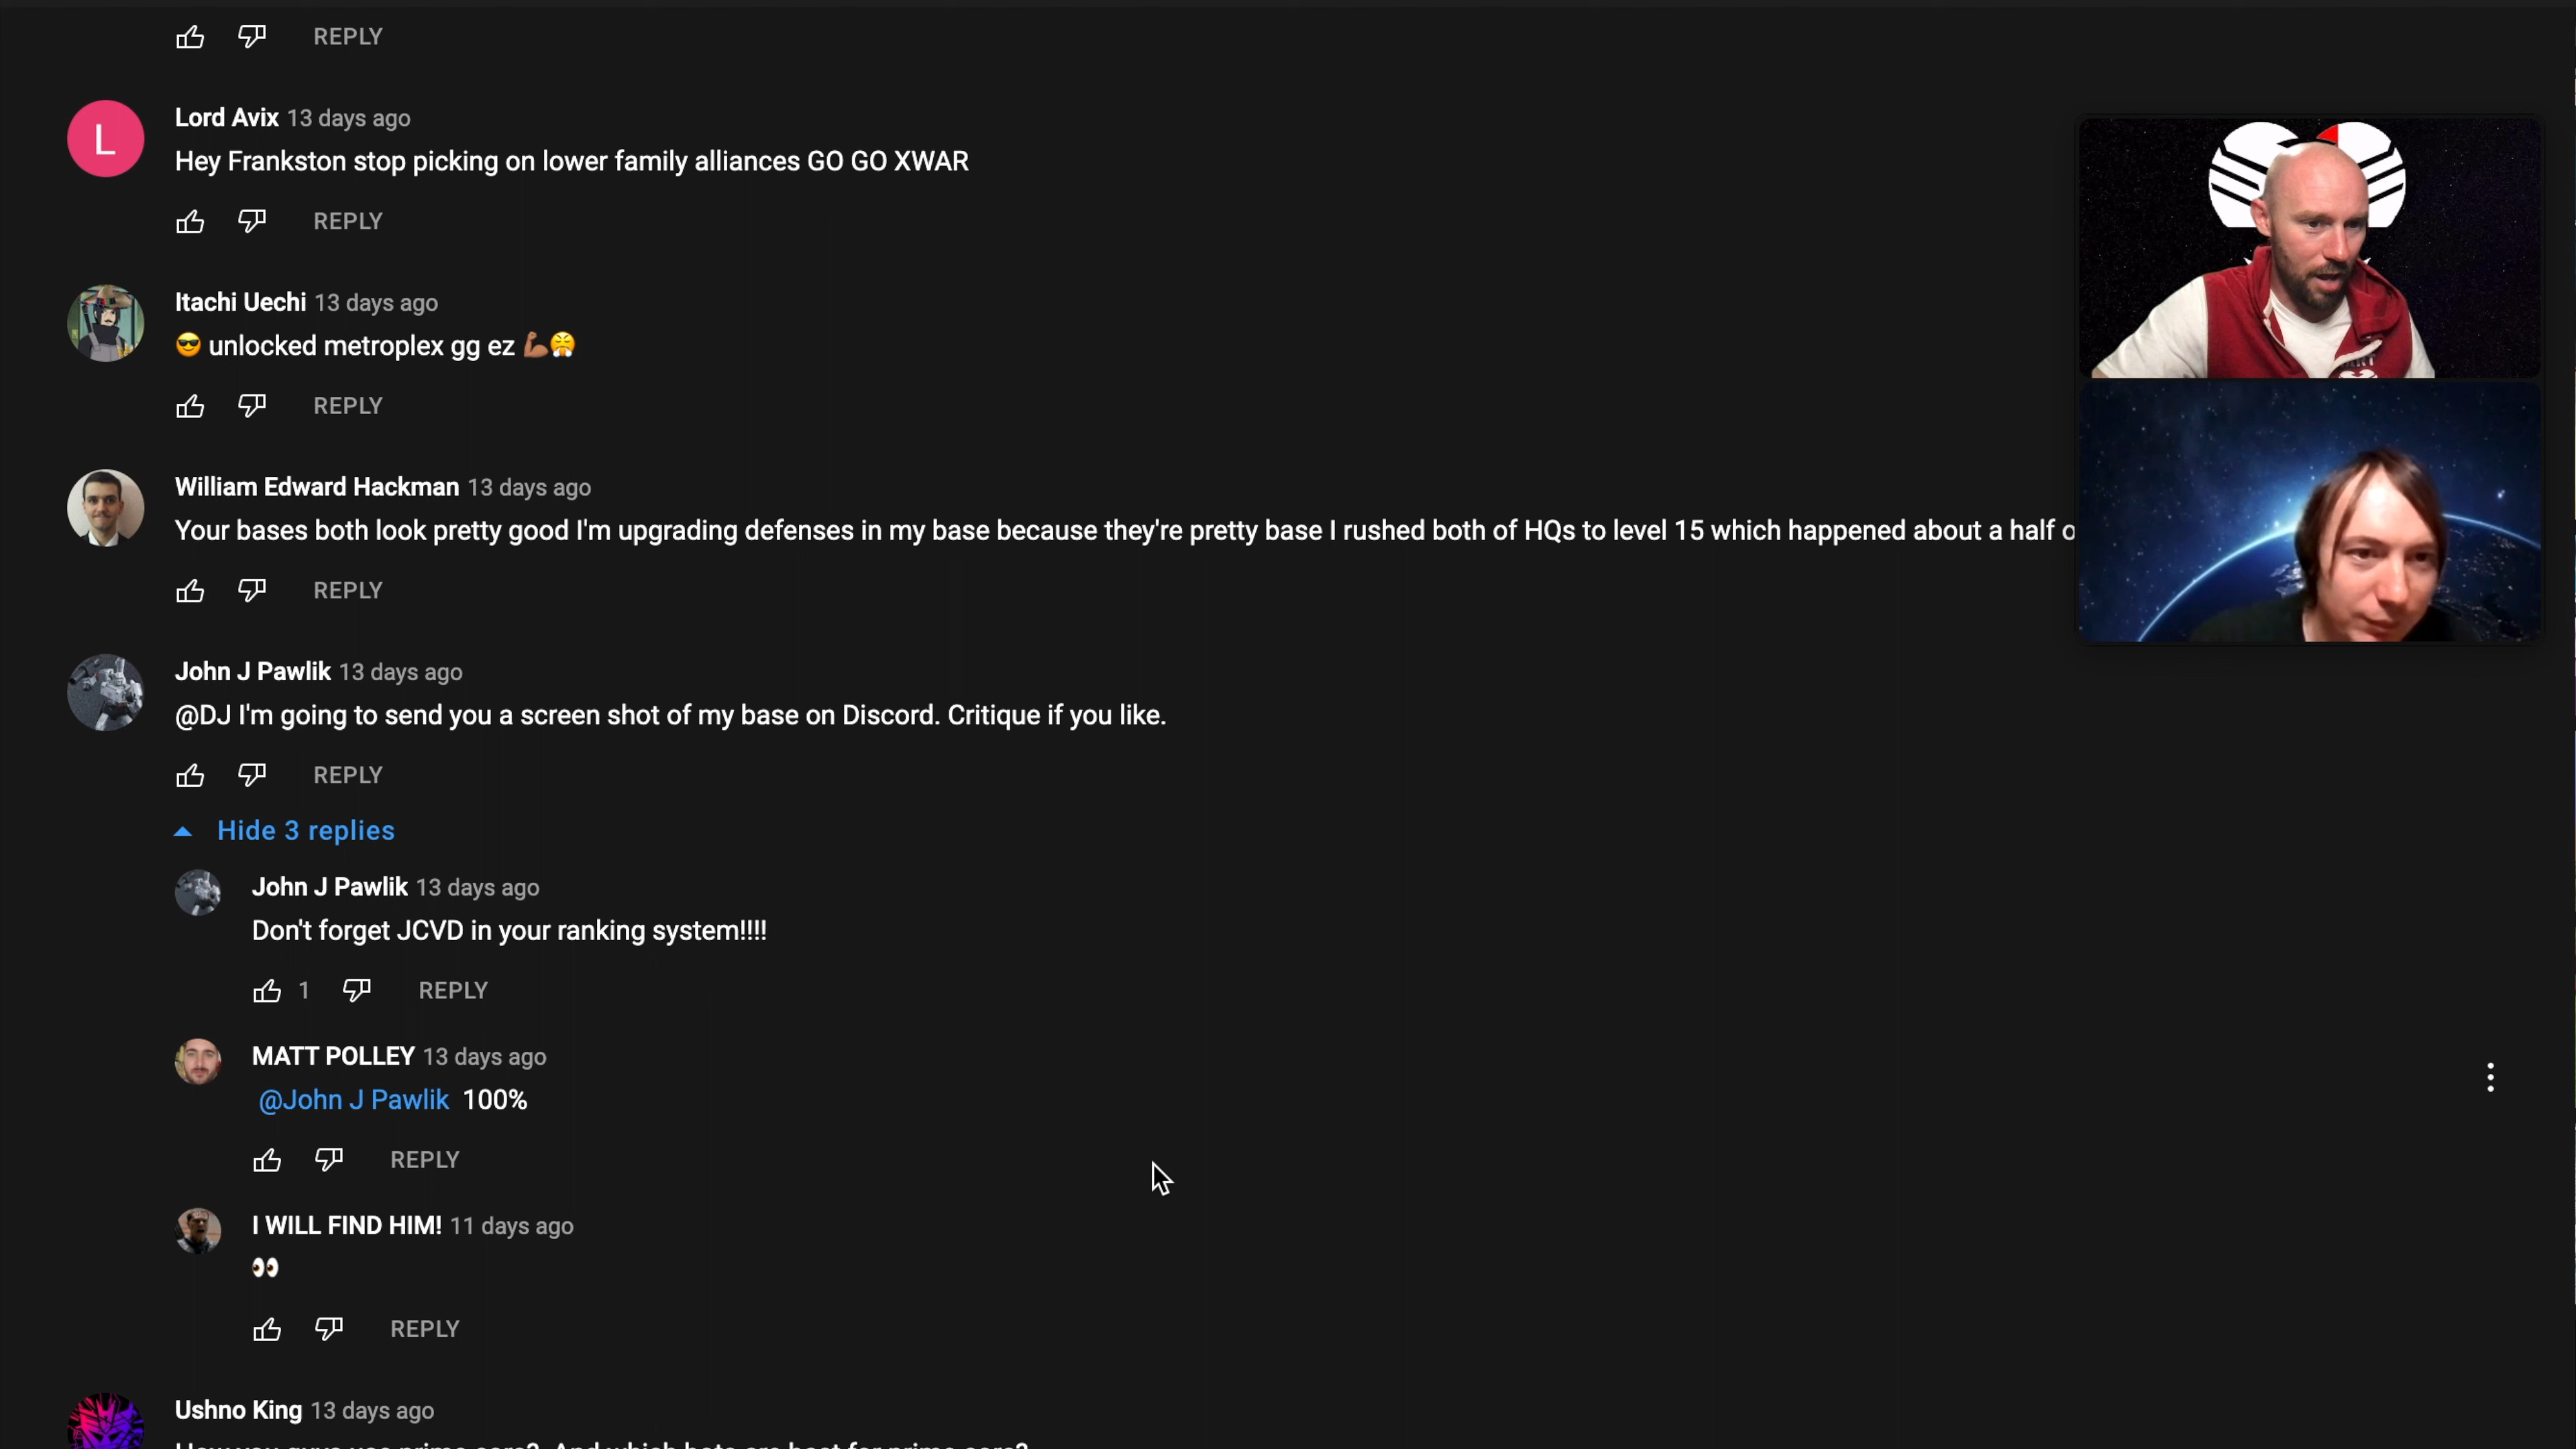 REPLY
Lord Avix 13 days ago
Hey Frankston stop picking on lower family alliances GO GO XWAR
REPLY
Itachi Uechi 13 days ago
😎 unlocked metroplex gg ez 💪🏾😤
REPLY
William Edward Hackman 13 days ago
Your bases both look pretty good I'm upgrading defenses in my base because they're pretty base I rushed both of HQs to level 15 which happened about a half o
REPLY
John J Pawlik 13 days ago
@DJ I'm going to send you a screen shot of my base on Discord. Critique if you like.
REPLY
Hide 3 replies
John J Pawlik 13 days ago
Don't forget JCVD in your ranking system!!!!
1 REPLY
MATT POLLEY 13 days ago
@John J Pawlik 100%
REPLY
I WILL FIND HIM! 11 days ago
👀
REPLY
Ushno King 13 days ago